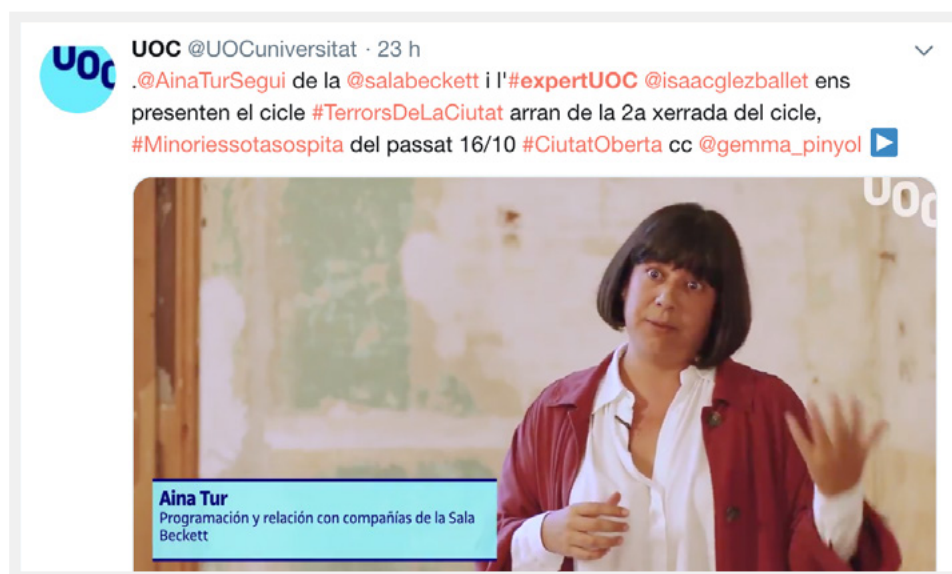 UOC
UOC @UOCuniversitat · 23 h
.@AinaTurSegui de la @salabeckett i l'#expertUOC @isaacglezballet ens
presenten el cicle #TerrorsDeLaCiutat arran de la 2a xerrada del cicle,
#Minoriessotasospita del passat 16/10 #CiutatOberta cc @gemma_pinyol
UOC
Aina Tur
Programación y relación con compañías de la Sala
Beckett